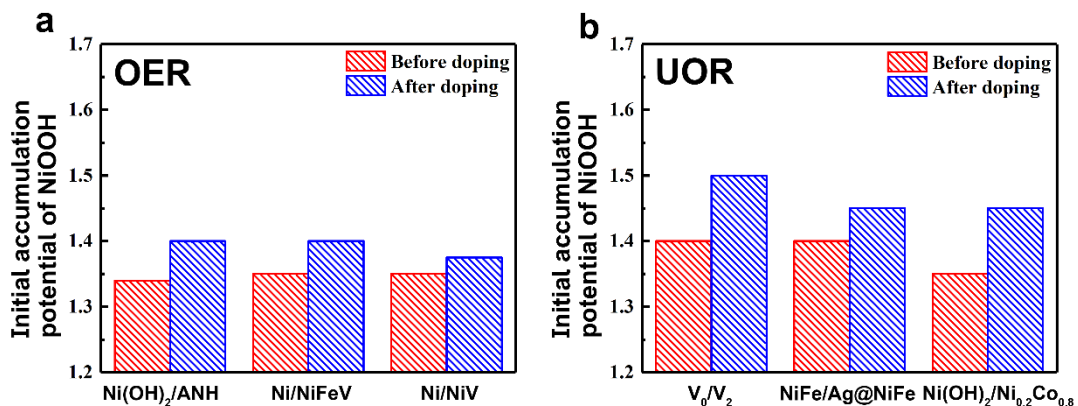 a
OER
Before doping
After doping
Initial accumulation
potential of NiOOH
1.7
1.6
1.5
1.4
1.3
1.2
Ni(OH)₂/ANH
Ni/NiFeV
Ni/NiV
b
UOR
Before doping
After doping
Initial accumulation
potential of NiOOH
1.7
1.6
1.5
1.4
1.3
1.2
V₀/V₂
NiFe/Ag@NiFe
Ni(OH)₂/Ni₀.₂Co₀.₈